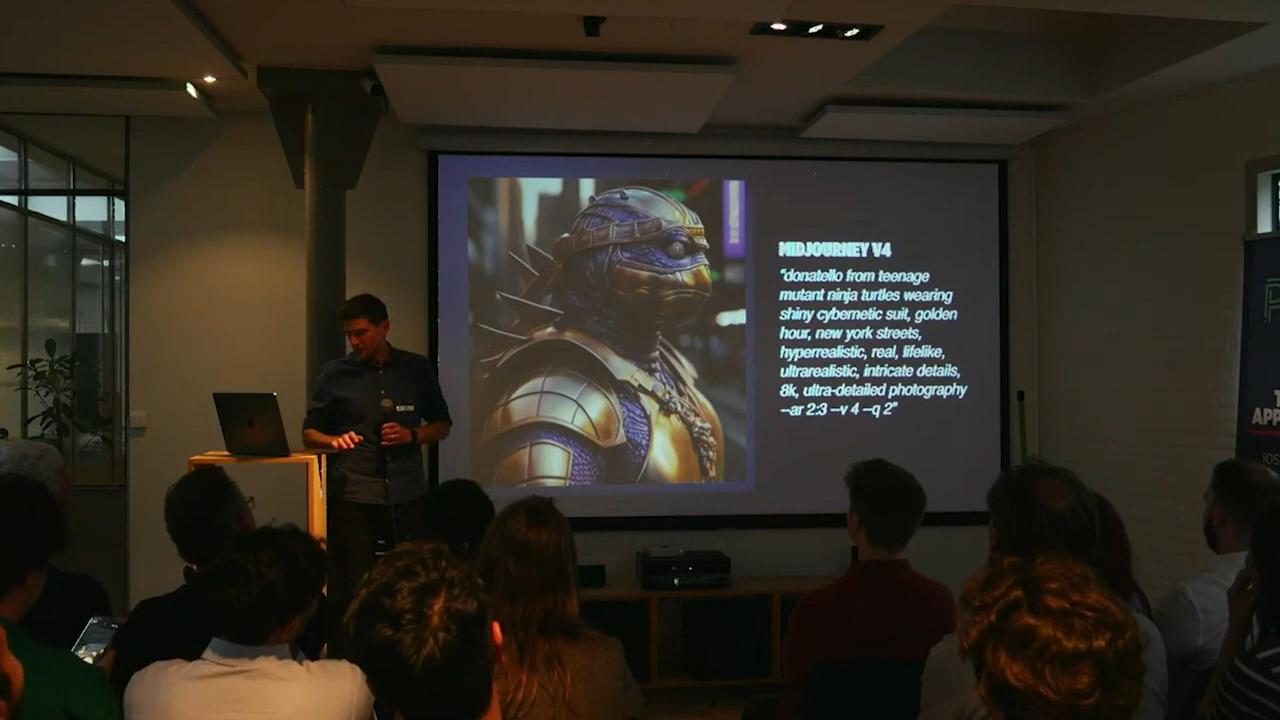 MIDJOURNEY V4
"donatello from teenage
mutant ninja turtles wearing
shiny cybernetic suit, golden
hour, new york streets,
hyperrealistic, real, lifelike,
ultrarealistic, intricate details,
8k, ultra-detailed photography
--ar 2:3 --v 4 --q 2"
iOS